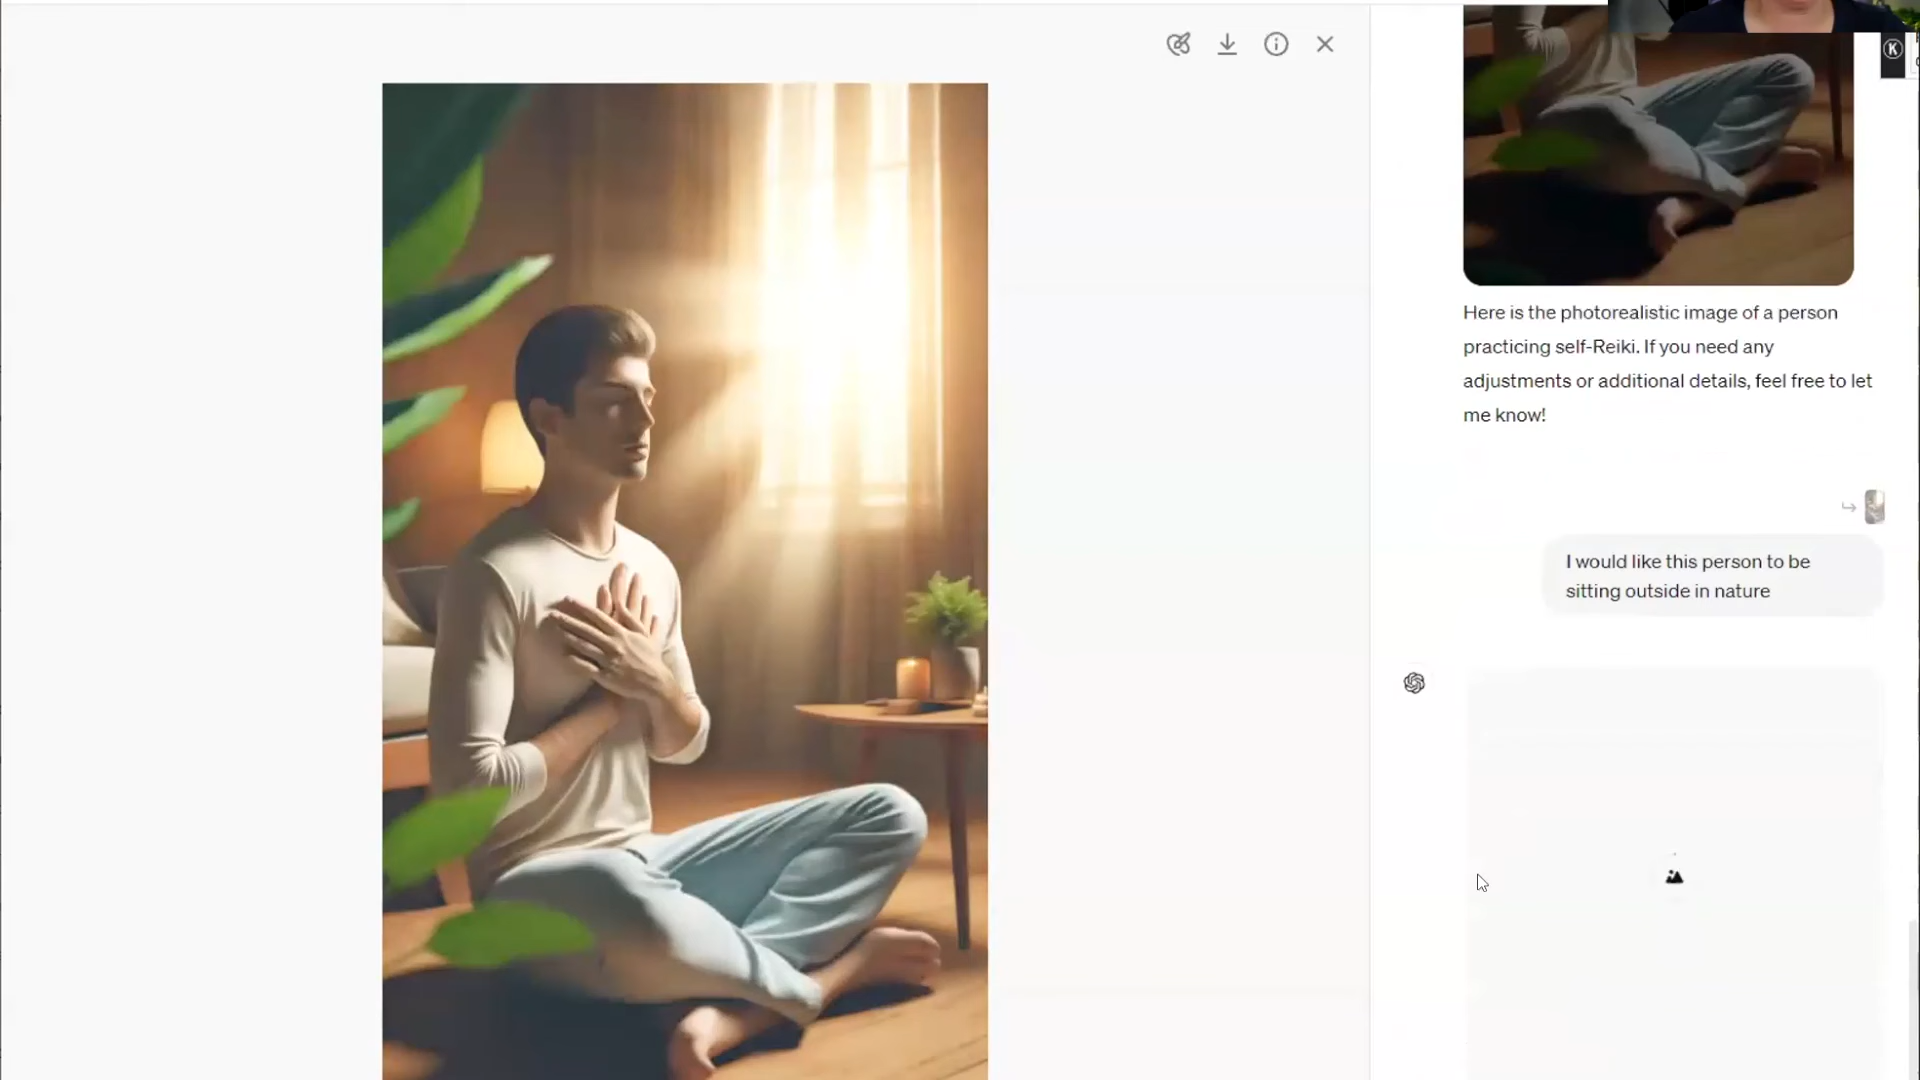 K
Here is the photorealistic image of a person
practicing self-Reiki. If you need any
adjustments or additional details, feel free to let
me know!
I would like this person to be
sitting outside in nature